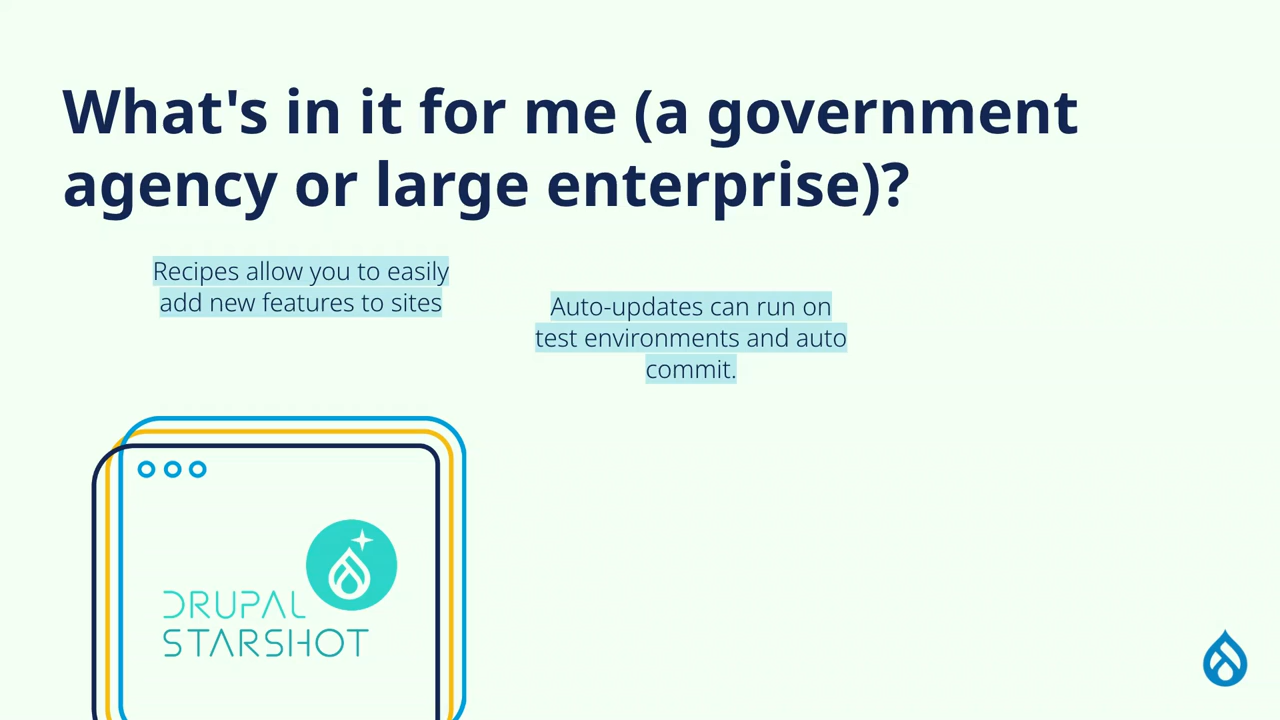 What's in it for me (a government
agency or large enterprise)?
Recipes allow you to easily
add new features to sites
Auto-updates can run on
test environments and auto
commit.
DRUPAL
STARSHOT